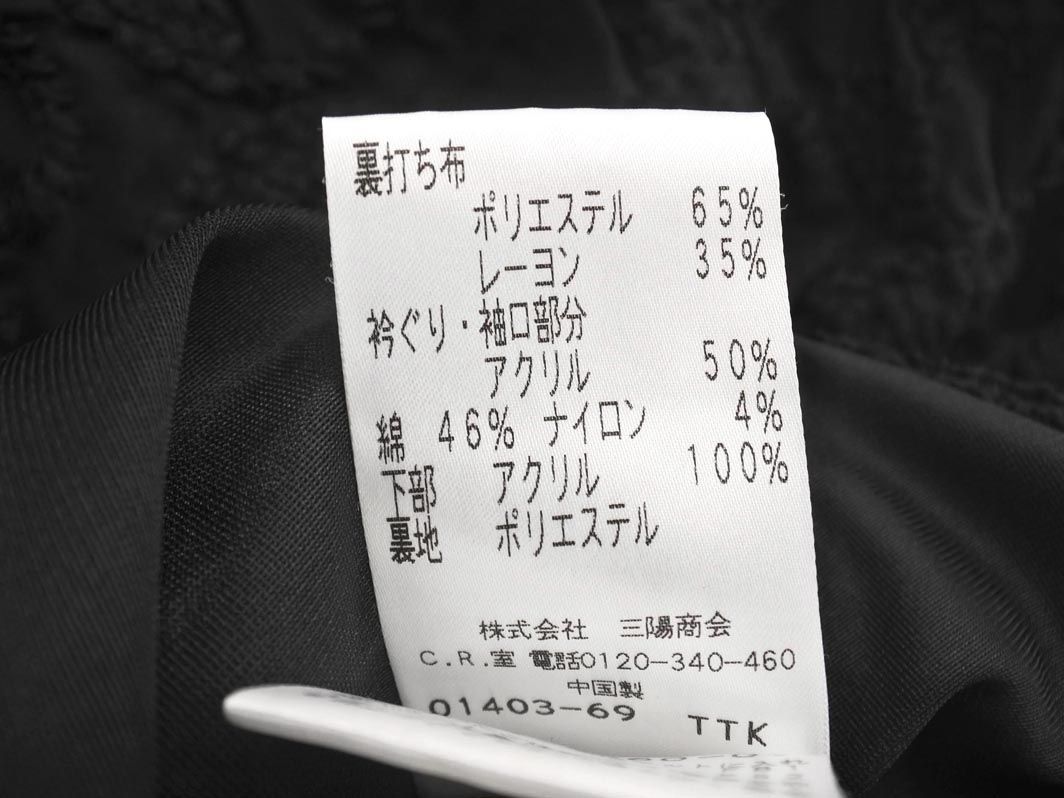 裏打ち布
ポリエステル 65%
レーヨン 35%
衿ぐり・袖口部分
アクリル 50%
綿 46% ナイロン 4%
下部 アクリル 100%
裏地 ポリエステル
株式会社 三陽商会
C.R.室 電話0120-340-460
中国製
01403-69 TTK